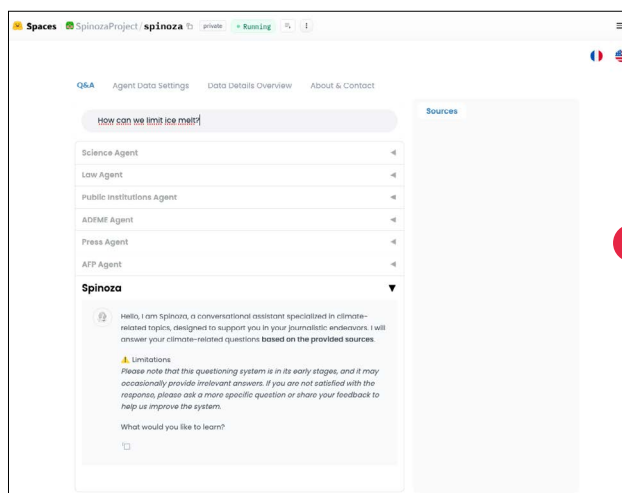 Spaces SpinozaProject/spinoza private Running
Q&A Agent Data Settings Data Details Overview About & Contact
How can we limit ice melt?
Sources
Science Agent
Law Agent
Public Institutions Agent
ADEME Agent
Press Agent
AFP Agent
Spinoza
Hello, I am Spinoza, a conversational assistant specialized in climate-
related topics, designed to support you in your journalistic endeavors. I will
answer your climate-related questions based on the provided sources.
Limitations
Please note that this questioning system is in its early stages, and it may
occasionally provide irrelevant answers. If you are not satisfied with the
response, please ask a more specific question or share your feedback to
help us improve the system.
What would you like to learn?